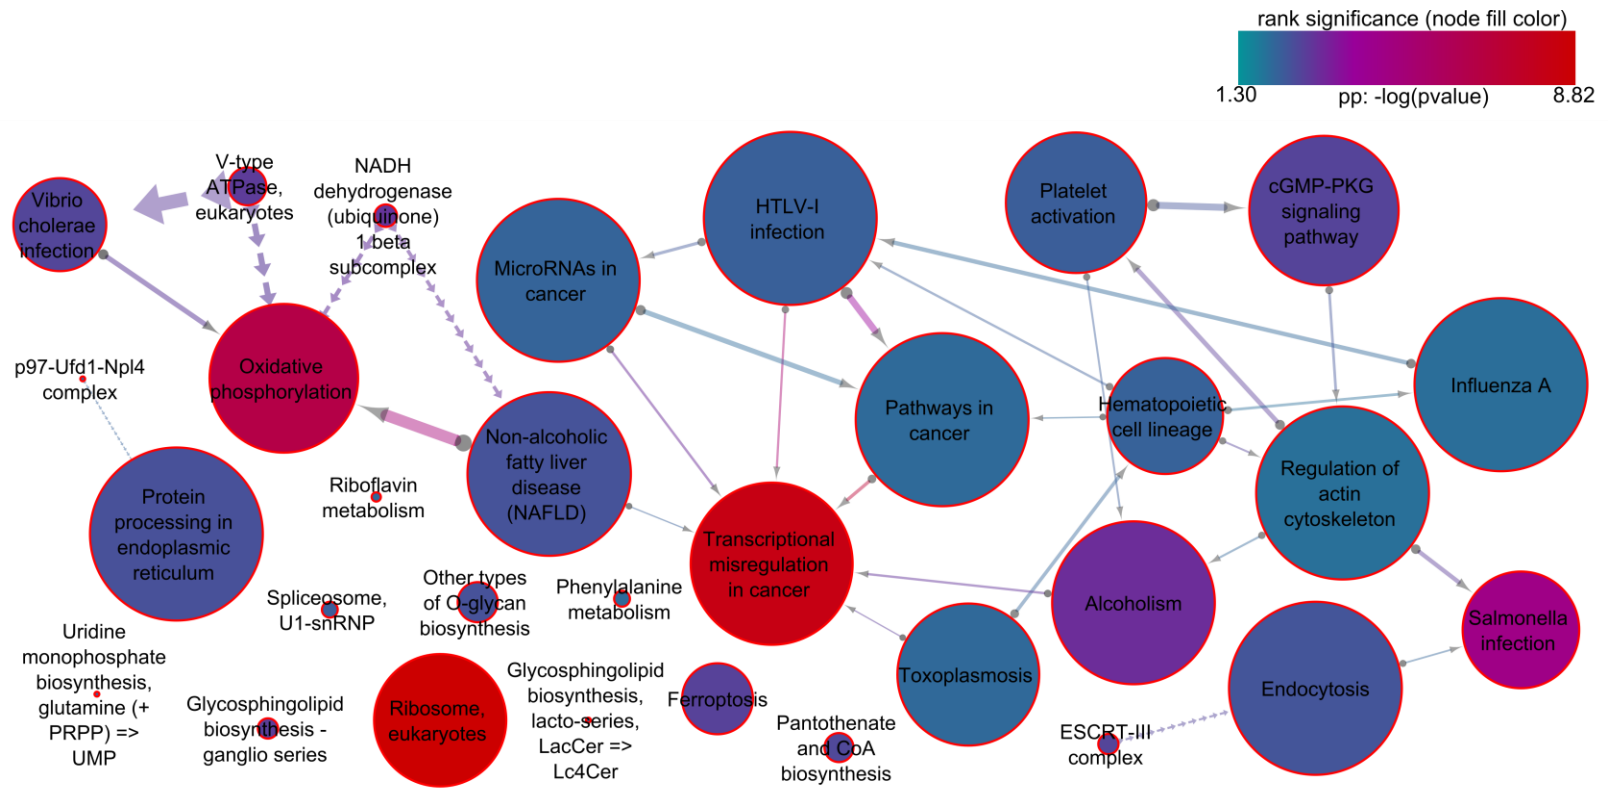 rank significance (node fill color)
1.30
pp: -log(pvalue)
8.82
V-type
ATPase,
eukaryotes
NADH
dehydrogenase
(ubiquinone)
1 beta
subcomplex
Vibrio
cholerae
infection
HTLV-I
infection
Platelet
activation
cGMP-PKG
signaling
pathway
MicroRNAs in
cancer
p97-Ufd1-Npl4
complex
Oxidative
phosphorylation
Pathways in
cancer
Hematopoietic
cell lineage
Influenza A
Non-alcoholic
fatty liver
disease
(NAFLD)
Riboflavin
metabolism
Regulation of
actin
cytoskeleton
Protein
processing in
endoplasmic
reticulum
Transcriptional
misregulation
in cancer
Spliceosome,
U1-snRNP
Other types
of O-glycan
biosynthesis
Phenylalanine
metabolism
Alcoholism
Salmonella
infection
Uridine
monophosphate
biosynthesis,
glutamine (+
PRPP) =>
UMP
Glycosphingolipid
biosynthesis -
ganglio series
Ribosome,
eukaryotes
Glycosphingolipid
biosynthesis,
lacto-series,
LacCer =>
Lc4Cer
Ferroptosis
Toxoplasmosis
Endocytosis
Pantothenate
and CoA
biosynthesis
ESCRT-III
complex